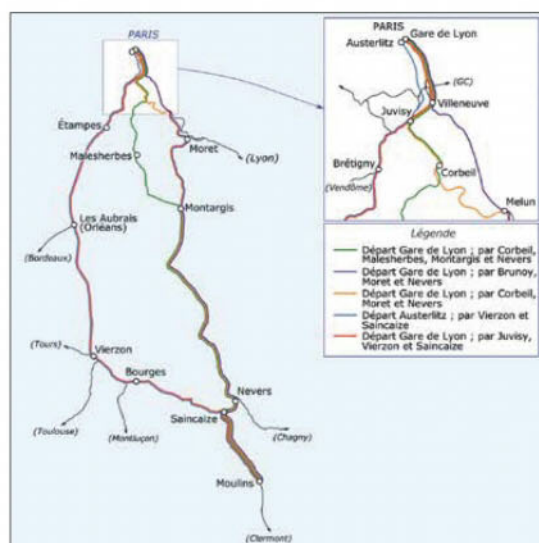 PARIS
Étampes
Malesherbes
Moret
(Lyon)
Montargis
Les Aubrais
(Orléans)
(Bordeaux)
(Tours)
Vierzon
Bourges
(Toulouse)
(Montluçon)
Nevers
Saincaize
(Chagny)
Moulins
(Clermont)
PARIS
Gare de Lyon
Austerlitz
(GC)
Villeneuve
Juvisy
Brétigny
(Vendôme)
Corbeil
Melun
Légende
Départ Gare de Lyon ; par Corbeil,
Malesherbes, Montargis et Nevers
Départ Gare de Lyon ; par Brunoy,
Moret et Nevers
Départ Gare de Lyon ; par Corbeil,
Moret et Nevers
Départ Austerlitz ; par Vierzon et
Saincaize
Départ Gare de Lyon ; par Juvisy,
Vierzon et Saincaize